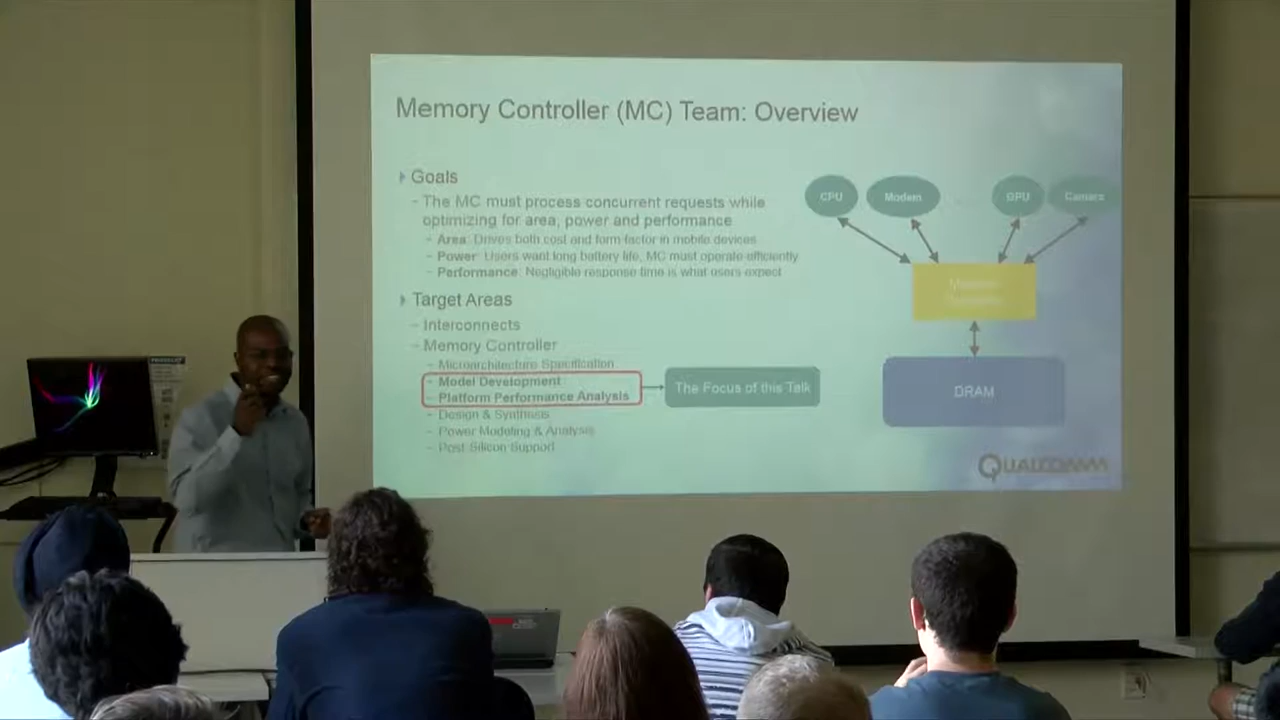 Memory Controller (MC) Team: Overview
Goals
- The MC must process concurrent requests while
optimizing for area, power and performance
- Area: Drives both cost and form factor in mobile devices
- Power: Users want long battery life, MC must operate efficiently
- Performance: Negligible response time is what users expect
Target Areas
- Interconnects
- Memory Controller
- Microarchitecture Specification
- Model Development
- Platform Performance Analysis
- Design & Synthesis
- Power Modeling & Analysis
- Post Silicon Support
The Focus of this Talk
CPU
Modem
GPU
Camera
DRAM
QUALCOMM